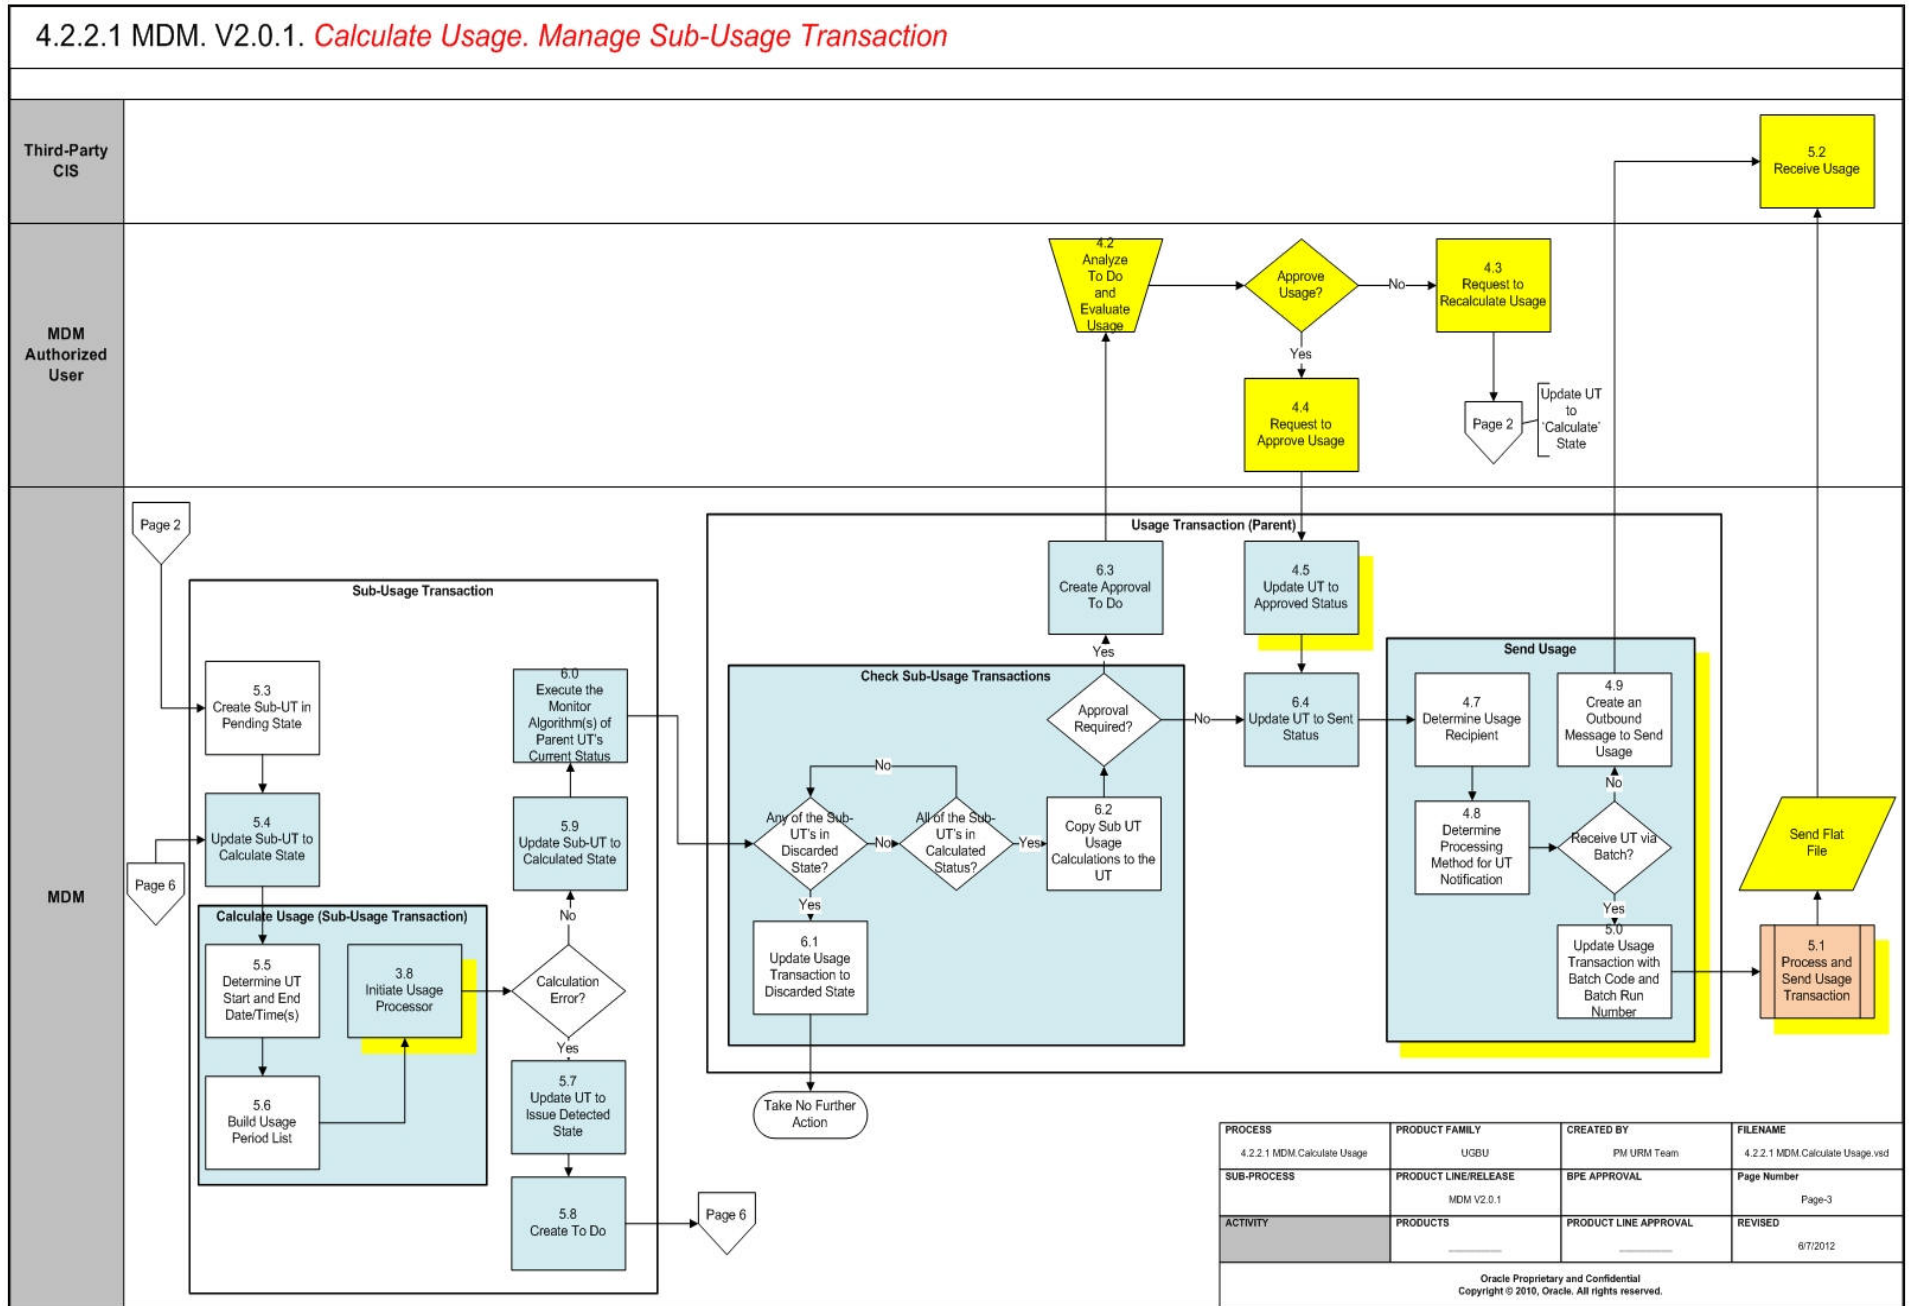 4.2.2.1 MDM. V2.0.1. Calculate Usage. Manage Sub-Usage Transaction
Third-Party
CIS
5.2
Receive Usage
MDM
Authorized
User
4.2
Analyze
To Do
and
Evaluate
Usage
Approve
Usage?
No
4.3
Request to
Recalculate Usage
Yes
4.4
Request to
Approve Usage
Page 2
Update UT
to
'Calculate'
State
MDM
Page 2
Sub-Usage Transaction
5.3
Create Sub-UT in
Pending State
5.4
Update Sub-UT to
Calculate State
Page 6
Calculate Usage (Sub-Usage Transaction)
5.5
Determine UT
Start and End
Date/Time(s)
5.6
Build Usage
Period List
3.8
Initiate Usage
Processor
6.0
Execute the
Monitor
Algorithm(s) of
Parent UT's
Current Status
5.9
Update Sub-UT to
Calculated State
No
Calculation
Error?
Yes
5.7
Update UT to
Issue Detected
State
5.8
Create To Do
Page 6
Usage Transaction (Parent)
6.3
Create Approval
To Do
Yes
4.5
Update UT to
Approved Status
Check Sub-Usage Transactions
Approval
Required?
No
6.4
Update UT to Sent
Status
No
Any of the Sub-
UT's in
Discarded
State?
No
All of the Sub-
UT's in
Calculated
Status?
Yes
6.2
Copy Sub UT
Usage
Calculations to the
UT
Yes
6.1
Update Usage
Transaction to
Discarded State
Take No Further
Action
Send Usage
4.7
Determine Usage
Recipient
4.9
Create an
Outbound
Message to Send
Usage
No
4.8
Determine
Processing
Method for UT
Notification
Receive UT via
Batch?
Yes
5.0
Update Usage
Transaction with
Batch Code and
Batch Run
Number
Send Flat
File
5.1
Process and
Send Usage
Transaction
PROCESS
4.2.2.1 MDM.Calculate Usage
PRODUCT FAMILY
UGBU
CREATED BY
PM URM Team
FILENAME
4.2.2.1 MDM.Calculate Usage.vsd
SUB-PROCESS
PRODUCT LINE/RELEASE
MDM V2.0.1
BPE APPROVAL
Page Number
Page-3
ACTIVITY
PRODUCTS
PRODUCT LINE APPROVAL
REVISED
6/7/2012
Oracle Proprietary and Confidential
Copyright © 2010, Oracle. All rights reserved.